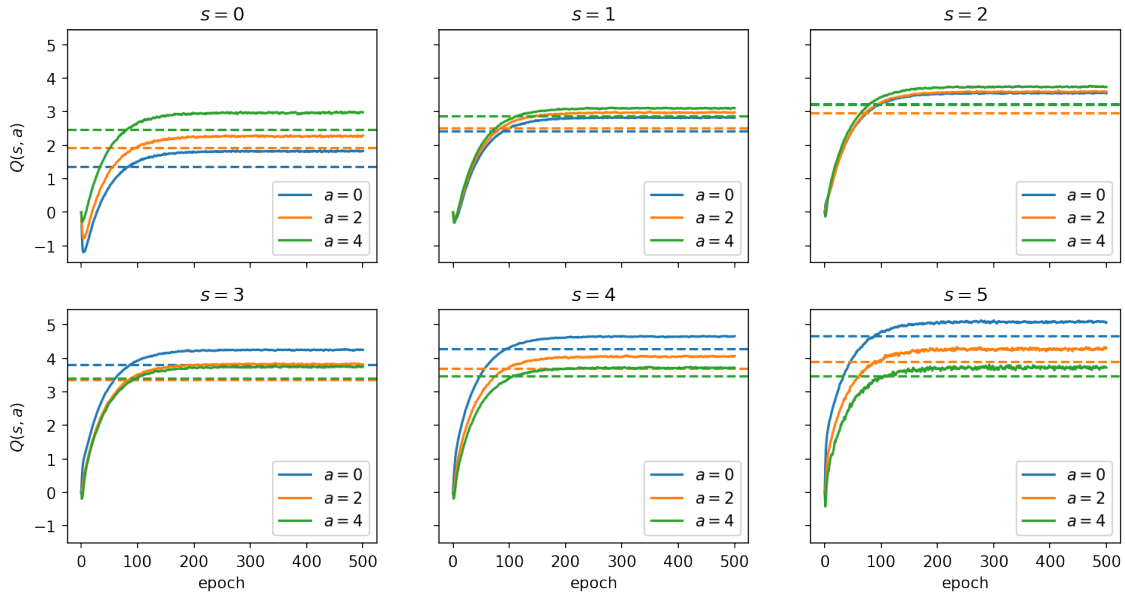 s = 0
s = 1
s = 2
5
4
3
2
1
0
−1
Q(s, a)
a = 0
a = 2
a = 4
a = 0
a = 2
a = 4
a = 0
a = 2
a = 4
s = 3
s = 4
s = 5
5
4
3
2
1
0
−1
Q(s, a)
a = 0
a = 2
a = 4
a = 0
a = 2
a = 4
a = 0
a = 2
a = 4
0 100 200 300 400 500
0 100 200 300 400 500
0 100 200 300 400 500
epoch
epoch
epoch